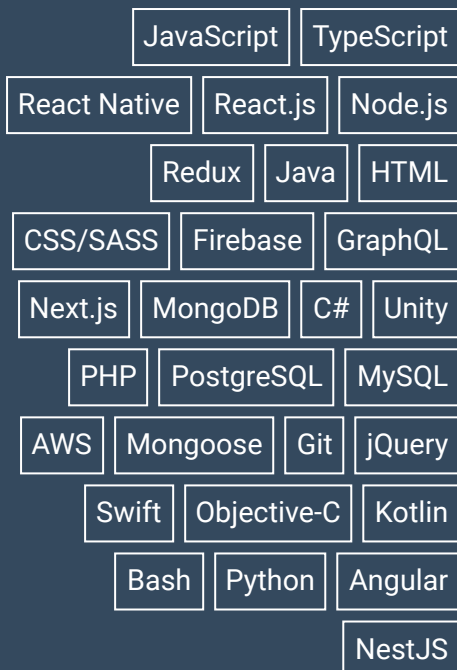 JavaScript TypeScript
React Native React.js Node.js
Redux Java HTML
CSS/SASS Firebase GraphQL
Next.js MongoDB C# Unity
PHP PostgreSQL MySQL
AWS Mongoose Git jQuery
Swift Objective-C Kotlin
Bash Python Angular
NestJS